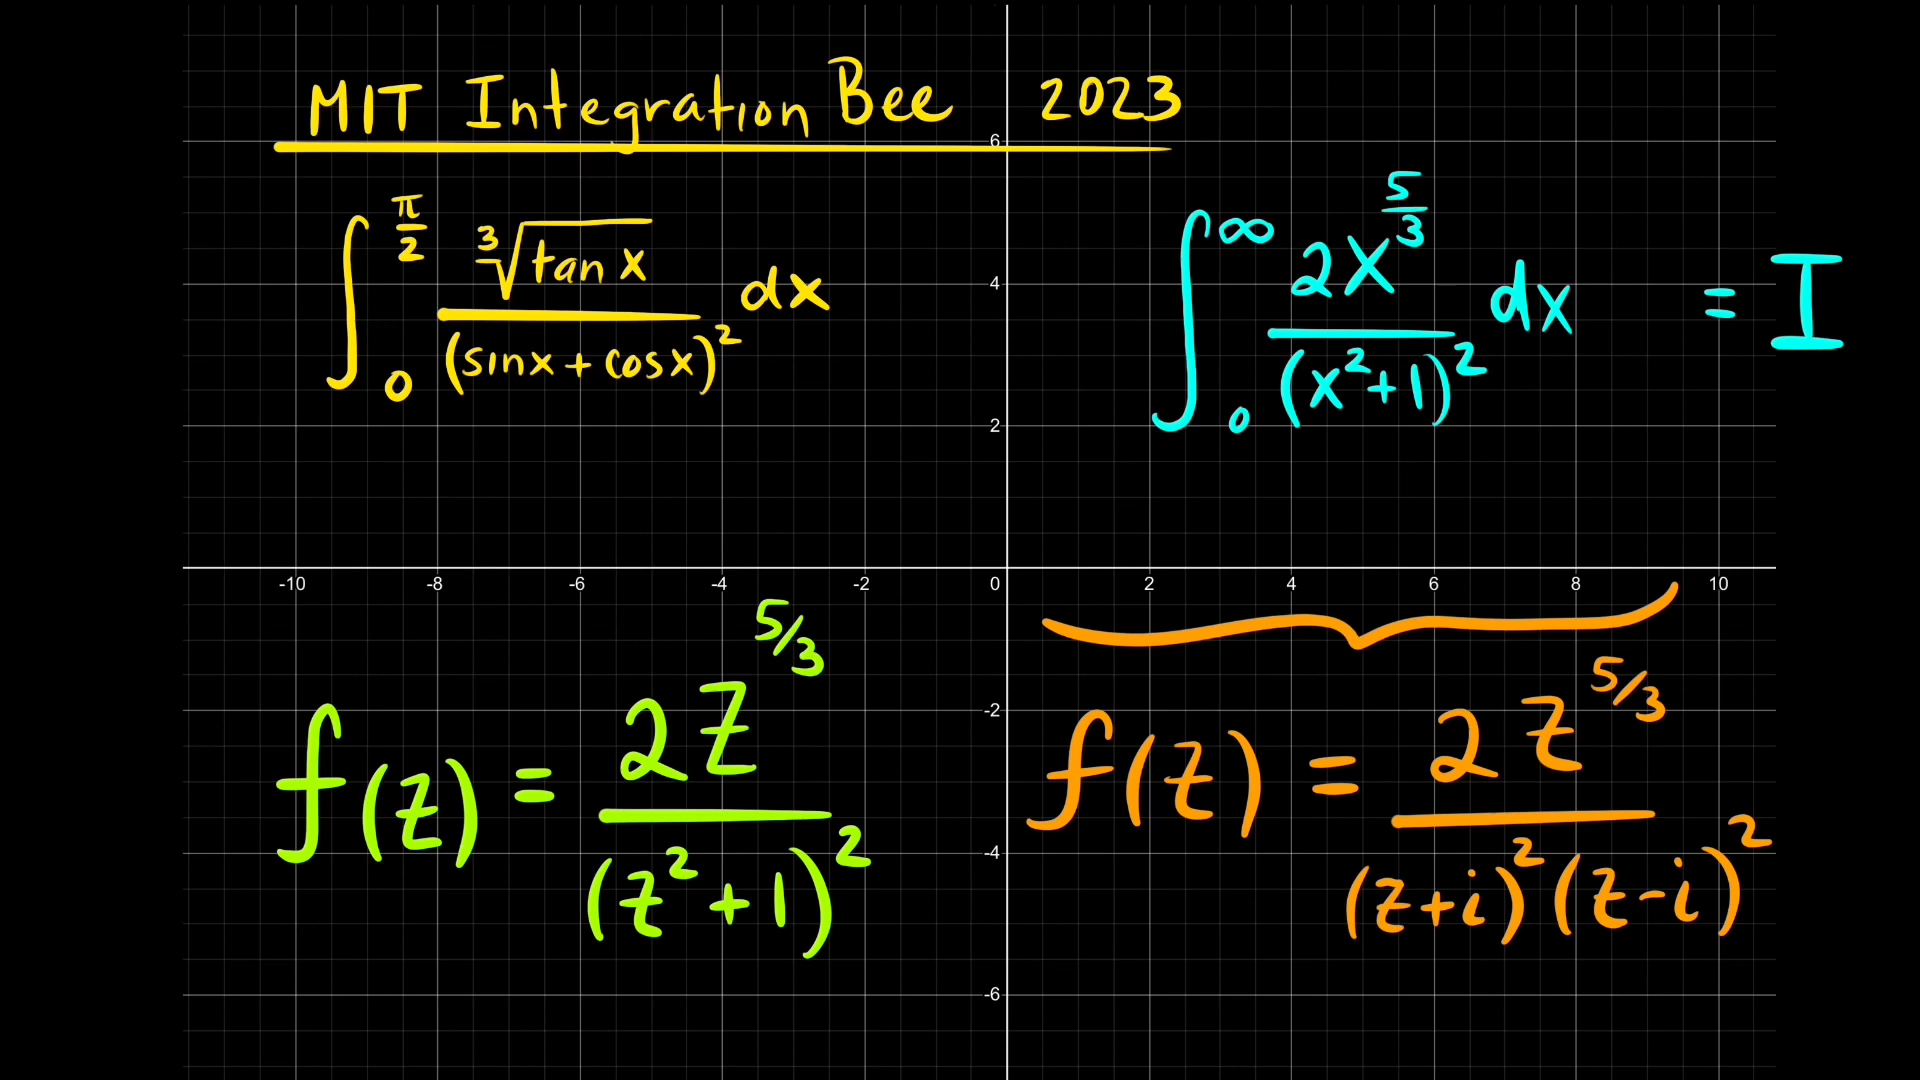 MIT Integration Bee 2023
∫₀^(π/2) ∛(tan x) / (sinx + cosx)² dx
∫₀^∞ 2x^(5/3) / (x²+1)² dx = I
6
4
2
-10 -8 -6 -4 -2 0 2 4 6 8 10
-2
-4
-6
f(z) = 2z^(5/3) / (z²+1)²
f(z) = 2z^(5/3) / (z+i)²(z-i)²